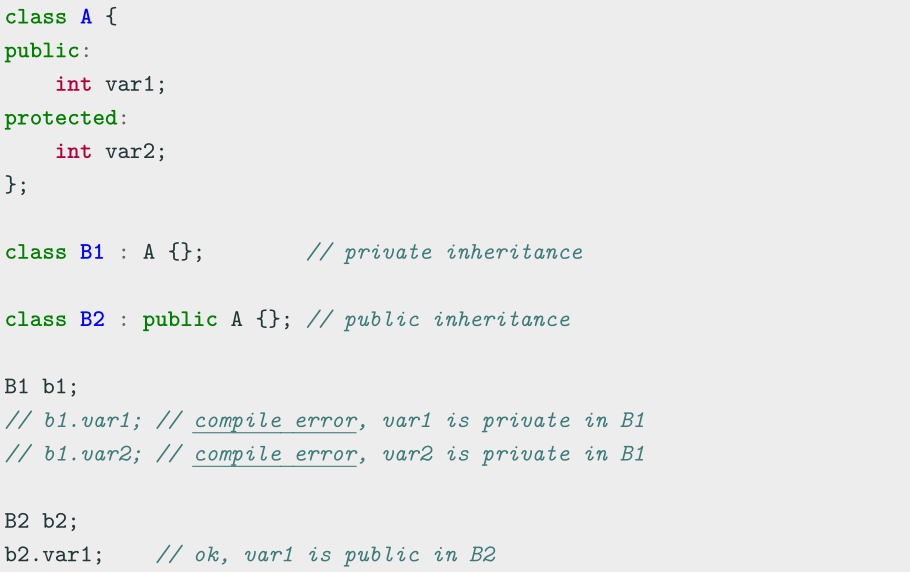 class A {
public:
    int var1;
protected:
    int var2;
};

class B1 : A {};        // private inheritance

class B2 : public A {}; // public inheritance

B1 b1;
// b1.var1; // compile error, var1 is private in B1
// b1.var2; // compile error, var2 is private in B1

B2 b2;
b2.var1;    // ok, var1 is public in B2